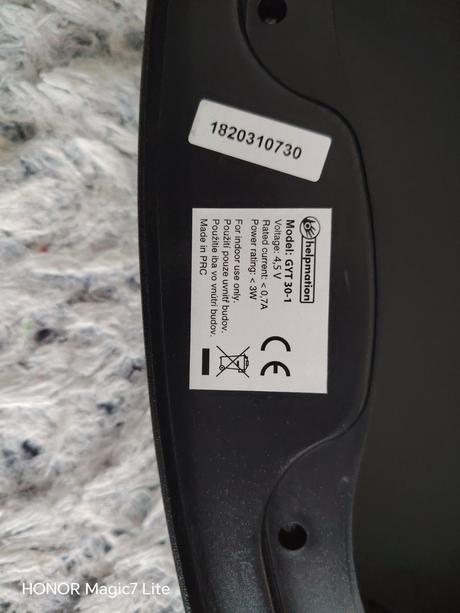 1820310730
helpmation
Model: GYT 30-1
Voltage: 4,5 V
Rated current: < 0.7A
Power rating: < 3W
For indoor use only.
Použití pouze uvnitř budov.
Použitie iba vo vnútri budov.
Made in PRC
CE
HONOR Magic7 Lite